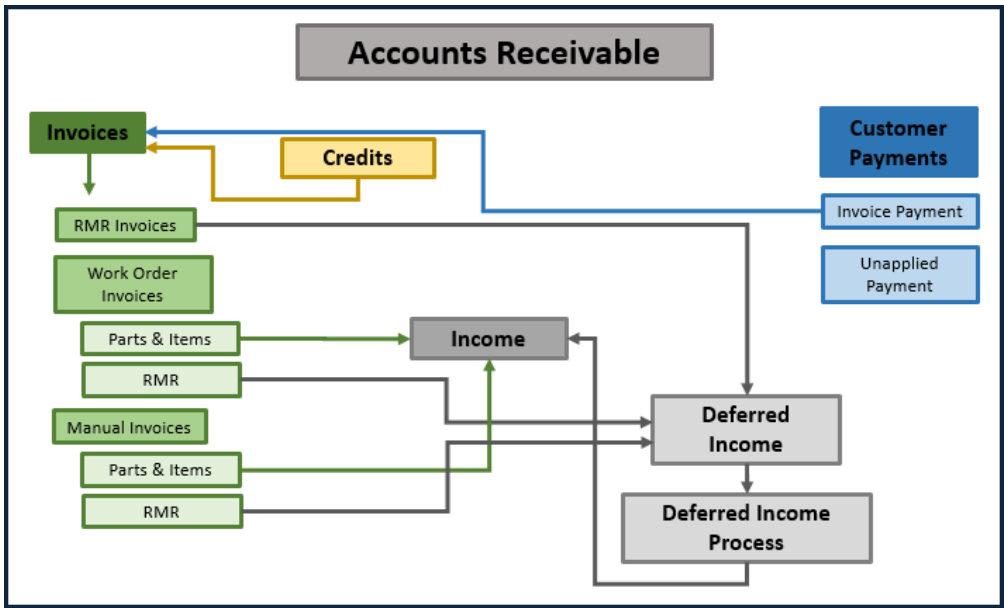 Accounts Receivable
Invoices
Credits
Customer
Payments
RMR Invoices
Invoice Payment
Work Order
Invoices
Unapplied
Payment
Parts & Items
Income
RMR
Manual Invoices
Deferred
Income
Parts & Items
RMR
Deferred Income
Process